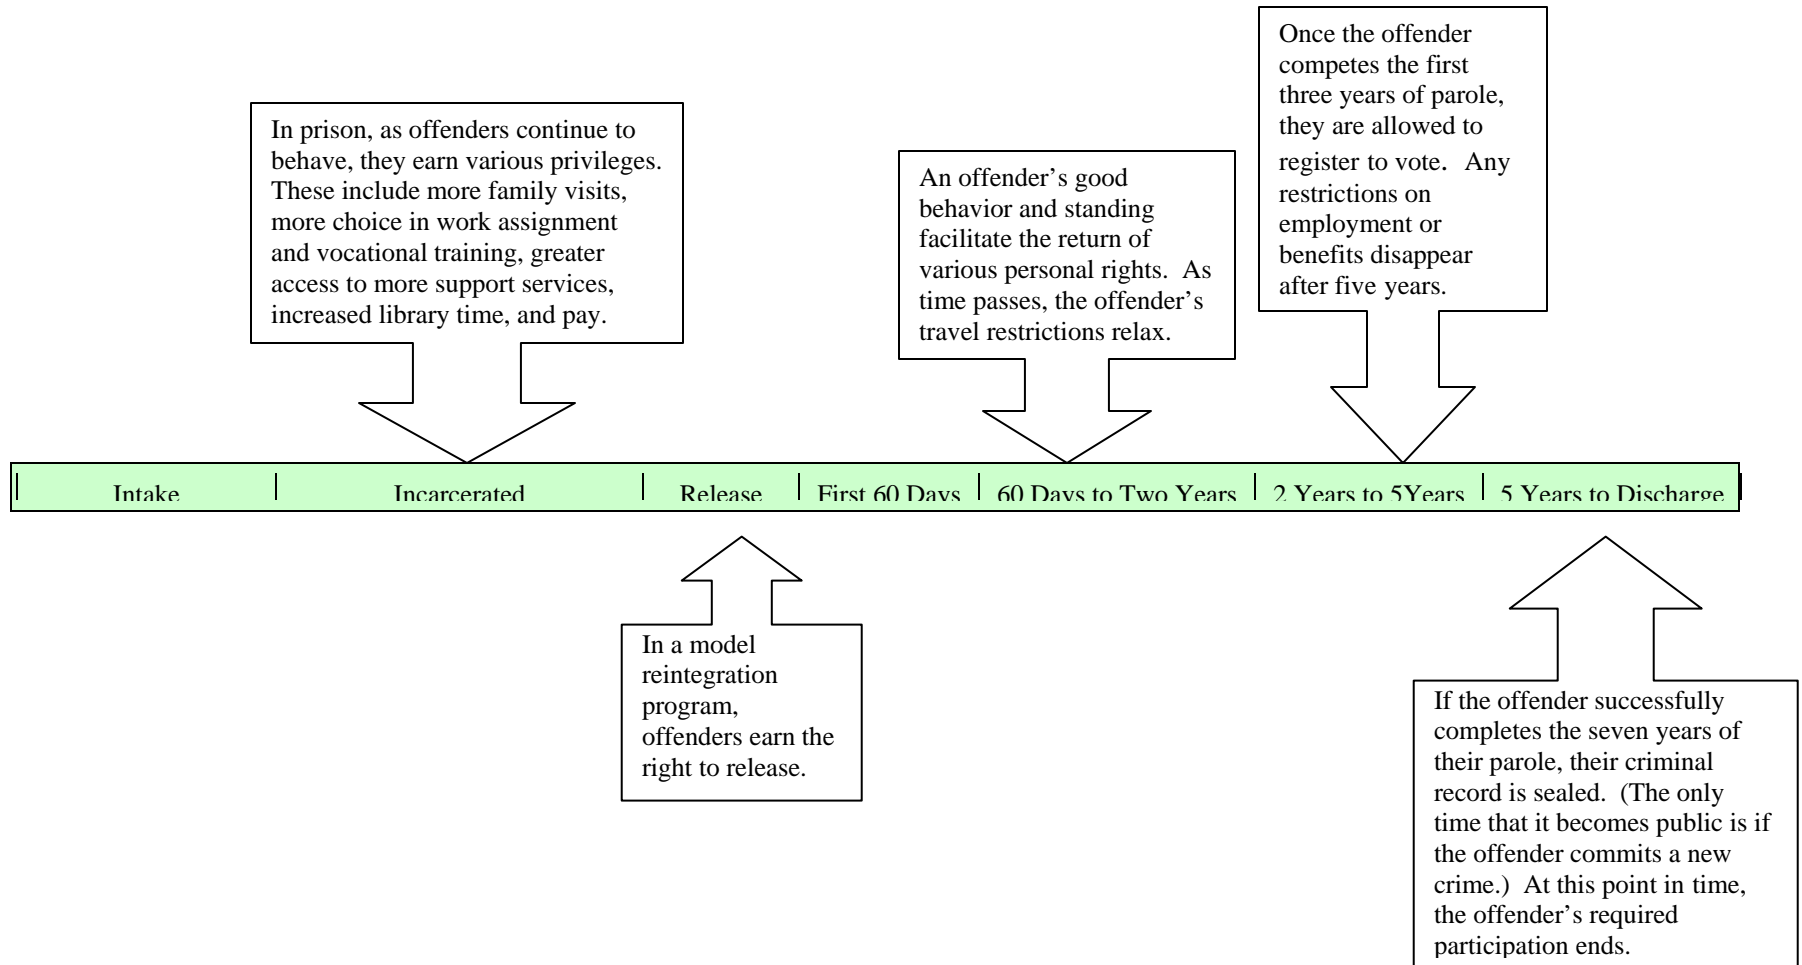 Once the offender
competes the first
three years of parole,
they are allowed to
register to vote. Any
restrictions on
employment or
benefits disappear
after five years.
In prison, as offenders continue to
behave, they earn various privileges.
These include more family visits,
more choice in work assignment
and vocational training, greater
access to more support services,
increased library time, and pay.
An offender’s good
behavior and standing
facilitate the return of
various personal rights. As
time passes, the offender’s
travel restrictions relax.
Intake Incarcerated Release First 60 Days 60 Days to Two Years 2 Years to 5Years 5 Years to Discharge
In a model
reintegration
program,
offenders earn the
right to release.
If the offender successfully
completes the seven years of
their parole, their criminal
record is sealed. (The only
time that it becomes public is if
the offender commits a new
crime.) At this point in time,
the offender’s required
participation ends.